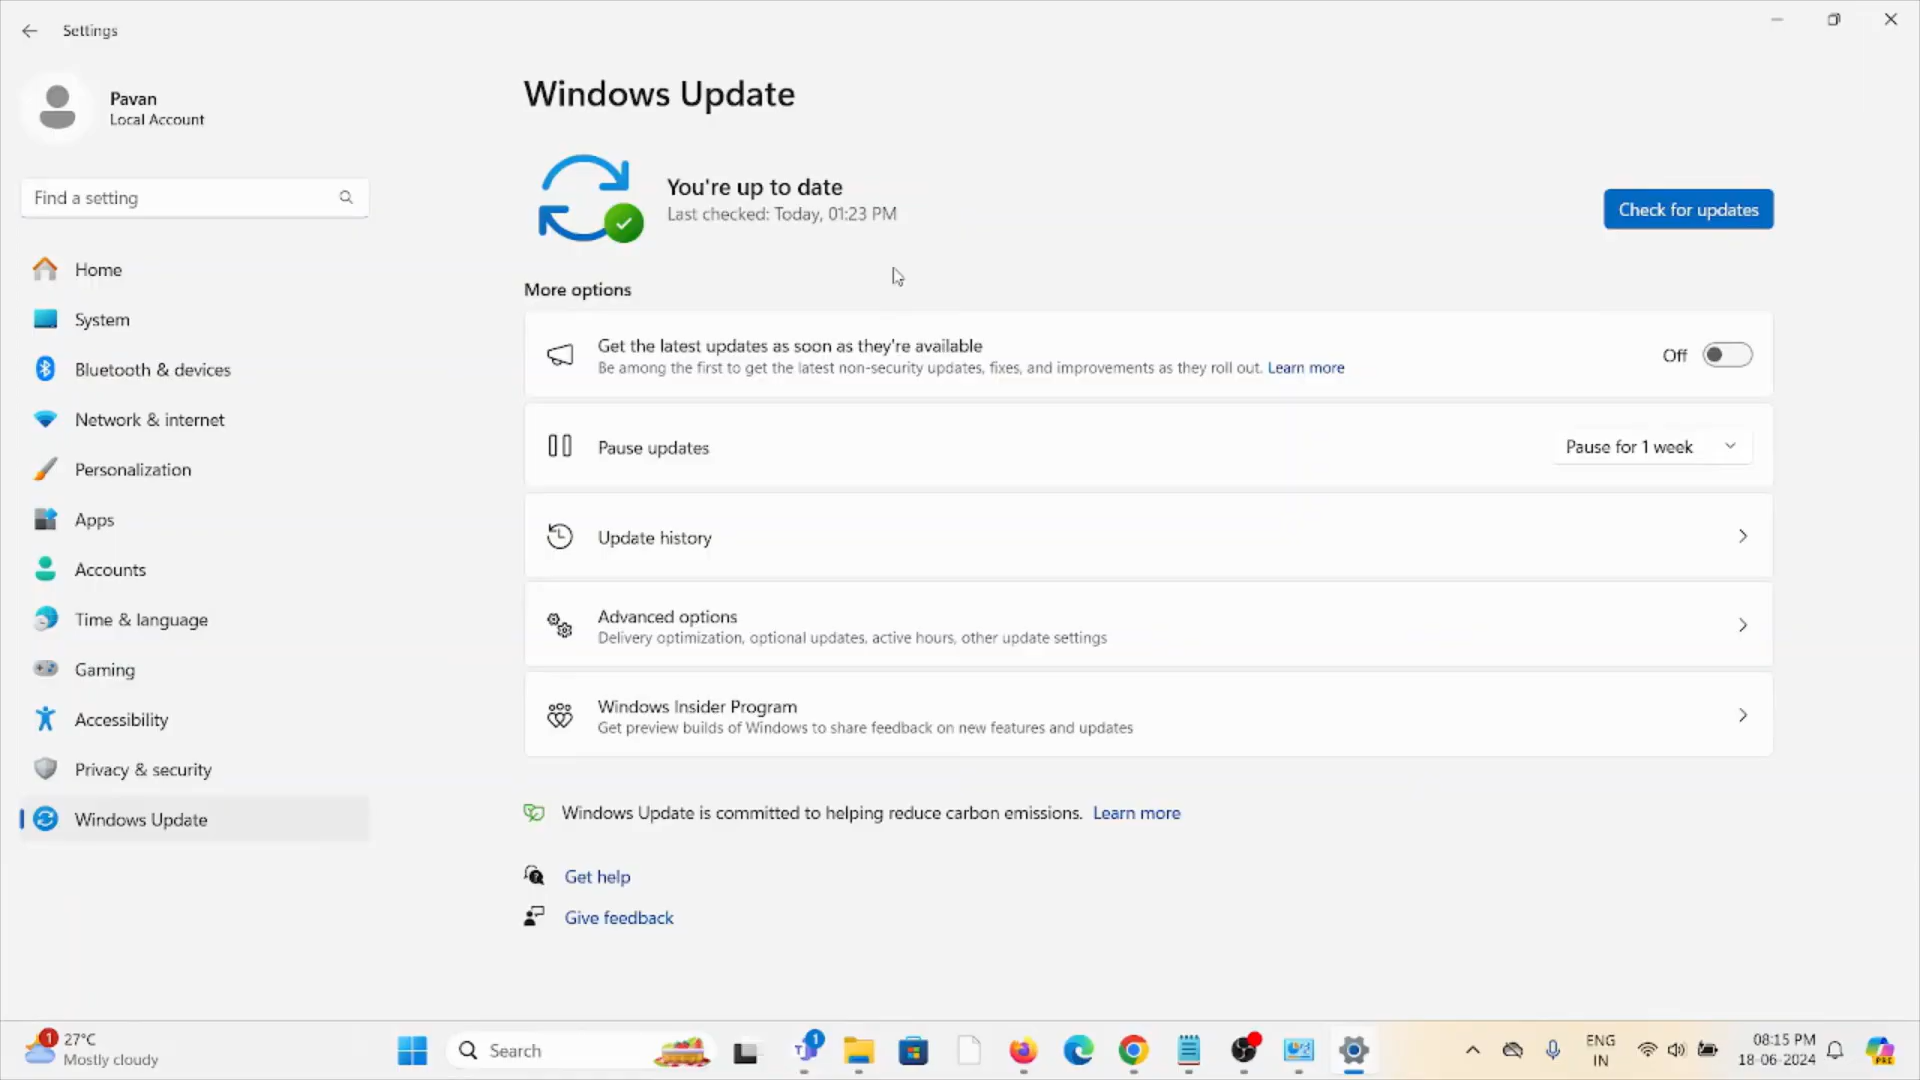 Settings
Pavan
Local Account
Find a setting
Home
System
Bluetooth & devices
Network & internet
Personalization
Apps
Accounts
Time & language
Gaming
Accessibility
Privacy & security
Windows Update
Windows Update
You're up to date
Last checked: Today, 01:23 PM
Check for updates
More options
Get the latest updates as soon as they're available
Be among the first to get the latest non-security updates, fixes, and improvements as they roll out. Learn more
Off
Pause updates
Pause for 1 week
Update history
Advanced options
Delivery optimization, optional updates, active hours, other update settings
Windows Insider Program
Get preview builds of Windows to share feedback on new features and updates
Windows Update is committed to helping reduce carbon emissions. Learn more
Get help
Give feedback
1
27°C
Mostly cloudy
Search
1
ENG
IN
08:15 PM
18-06-2024
PRE